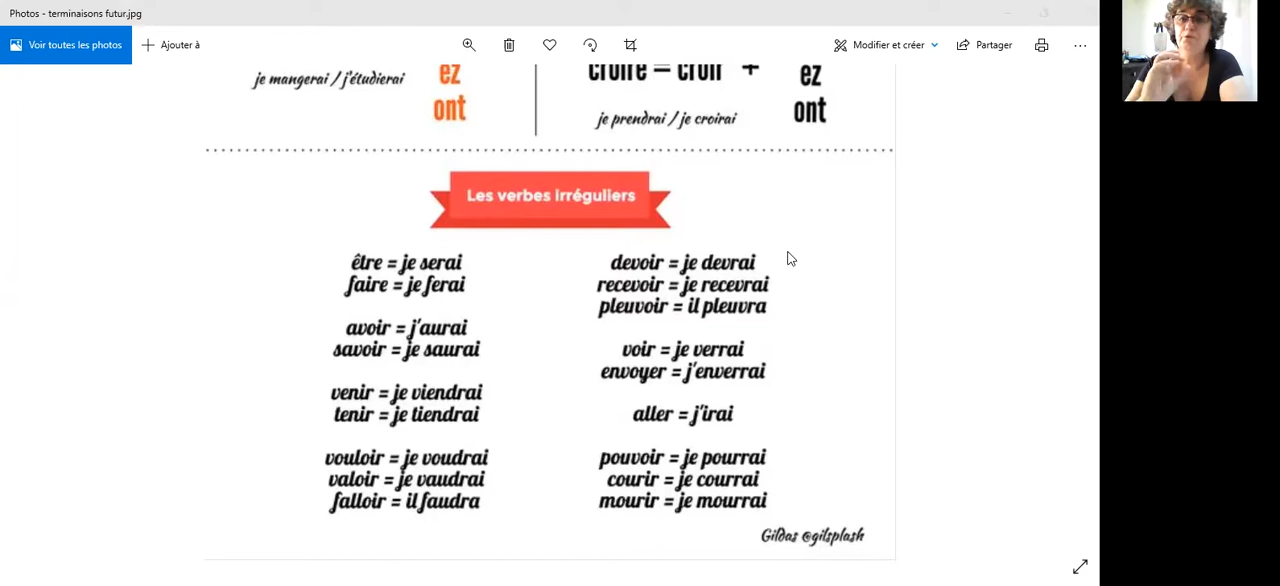 Photos - terminaisons futur.jpg
Voir toutes les photos
Ajouter à
Modifier et créer
Partager
je mangerai / j'étudierai
ez
ont
croire = croir +
ez
ont
je prendrai / je croirai
Les verbes irréguliers
être = je serai
faire = je ferai
avoir = j'aurai
savoir = je saurai
venir = je viendrai
tenir = je tiendrai
vouloir = je voudrai
valoir = je vaudrai
falloir = il faudra
devoir = je devrai
recevoir = je recevrai
pleuvoir = il pleuvra
voir = je verrai
envoyer = j'enverrai
aller = j'irai
pouvoir = je pourrai
courir = je courrai
mourir = je mourrai
Gildas @gilsplash